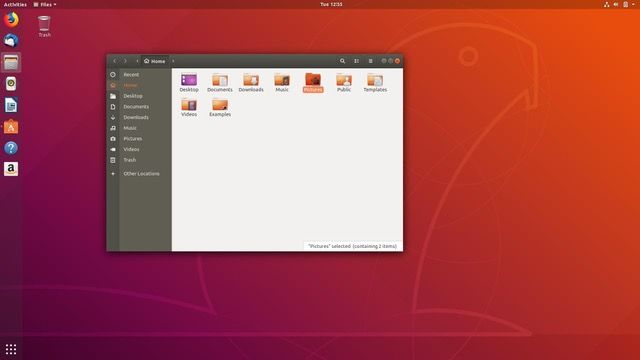 Activities
Files
Tue 12:55
Trash
Home
Recent
Home
Desktop
Documents
Downloads
Music
Pictures
Videos
Trash
Other Locations
Desktop Documents Downloads Music Pictures Public Templates
Videos Examples
"Pictures" selected (containing 2 items)